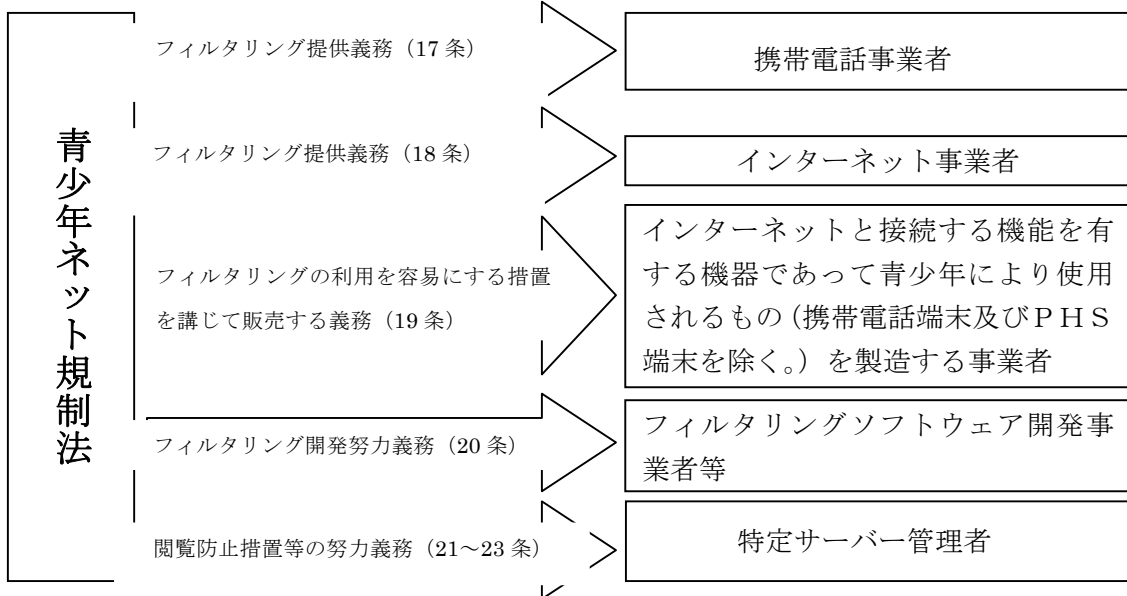 青少年ネット規制法
フィルタリング提供義務（17 条）
携帯電話事業者
フィルタリング提供義務（18 条）
インターネット事業者
フィルタリングの利用を容易にする措置
を講じて販売する義務（19 条）
インターネットと接続する機能を有
する機器であって青少年により使用
されるもの（携帯電話端末及びＰＨＳ
端末を除く。）を製造する事業者
フィルタリング開発努力義務（20 条）
フィルタリングソフトウェア開発事
業者等
閲覧防止措置等の努力義務（21～23 条）
特定サーバー管理者